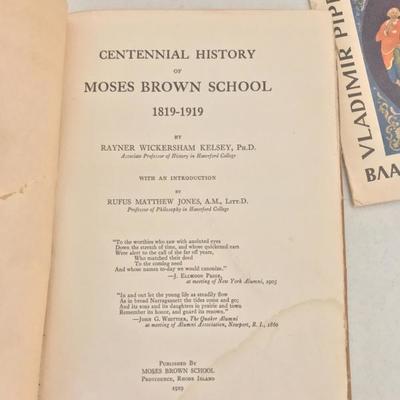 CENTENNIAL HISTORY
OF
MOSES BROWN SCHOOL
1819-1919
BY
RAYNER WICKERSHAM KELSEY, PH.D.
Associate Professor of History in Haverford College
WITH AN INTRODUCTION
BY
RUFUS MATTHEW JONES, A.M., LITT.D.
Professor of Philosophy in Haverford College
"To the worthies who saw with anointed eyes
Down the stretch of time, and whose quickened ears
Were alert to the call of the far off years,
Who matched their deed
To the coming need
And whose names to-day we would canonize."
—J. ELLWOOD PAIGE,
at meeting of New York Alumni, 1905
"In and out let the young life as steadily flow
As in broad Narragansett the tides come and go;
And its sons and its daughters in prairie and town
Remember its honor, and guard its renown."
—JOHN G. WHITTIER, The Quaker Alumni
at meeting of Alumni Association, Newport, R. I., 1860
PUBLISHED BY
MOSES BROWN SCHOOL
PROVIDENCE, RHODE ISLAND
1919
VLADIMIR PIPE
ВЛА